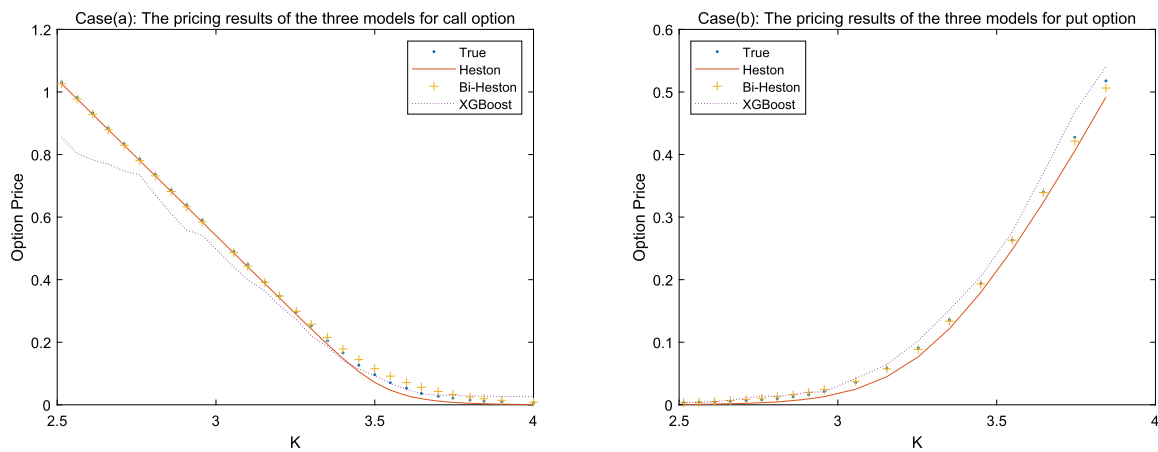 Case(a): The pricing results of the three models for call option
1.2
1
0.8
0.6
0.4
0.2
0
Option Price
2.5 3 3.5 4
K
True
Heston
Bi-Heston
XGBoost
Case(b): The pricing results of the three models for put option
0.6
0.5
0.4
0.3
0.2
0.1
0
Option Price
2.5 3 3.5 4
K
True
Heston
Bi-Heston
XGBoost